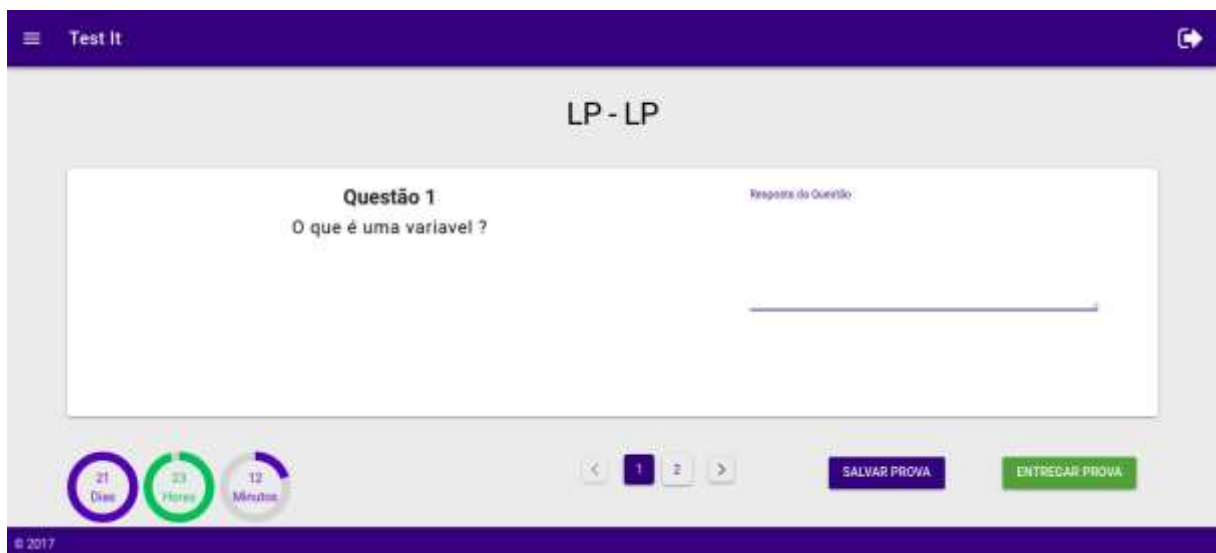 Test It
LP - LP
Questão 1
O que é uma variavel ?
Resposta da Questão
21
Dias
23
Horas
12
Minutos
1
2
SALVAR PROVA
ENTREGAR PROVA
© 2017